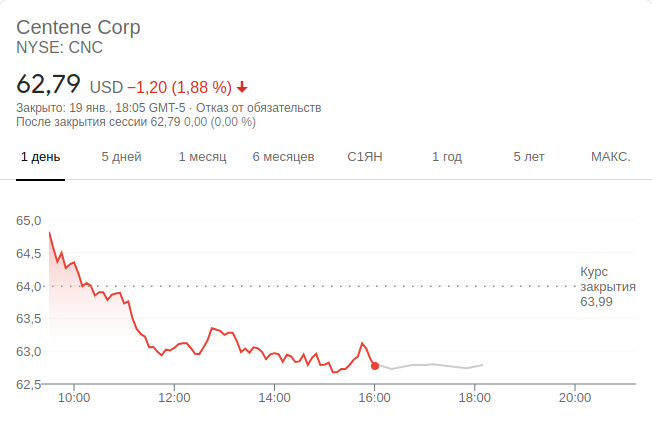 Centene Corp
NYSE: CNC
62,79 USD −1,20 (1,88 %)
Закрыто: 19 янв., 18:05 GMT-5 · Отказ от обязательств
После закрытия сессии 62,79 0,00 (0,00 %)
1 день 5 дней 1 месяц 6 месяцев С1ЯН 1 год 5 лет МАКС.
65,0
64,5
Курс
64,0 закрытия
63,99
63,5
63,0
62,5
10:00 12:00 14:00 16:00 18:00 20:00